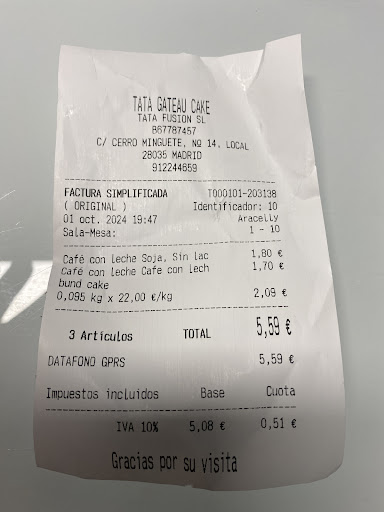 TATA GATEAU CAKE
TATA FUSION SL
B67787457
C/ CERRO MINGUETE, Nº 14, LOCAL
28035 MADRID
912244659
FACTURA SIMPLIFICADA T000101-203138
( ORIGINAL ) Identificador: 10
01 oct. 2024 19:47 Aracelly
Sala-Mesa: 1 - 10
Café con leche Soja, Sin lac 1,80 €
Café con leche Cafe con lech 1,70 €
bund cake
0,095 kg x 22,00 €/kg 2,09 €
3 Artículos TOTAL 5,59 €
DATAFONO GPRS 5,59 €
Impuestos incluidos Base Cuota
IVA 10% 5,08 € 0,51 €
Gracias por su visita